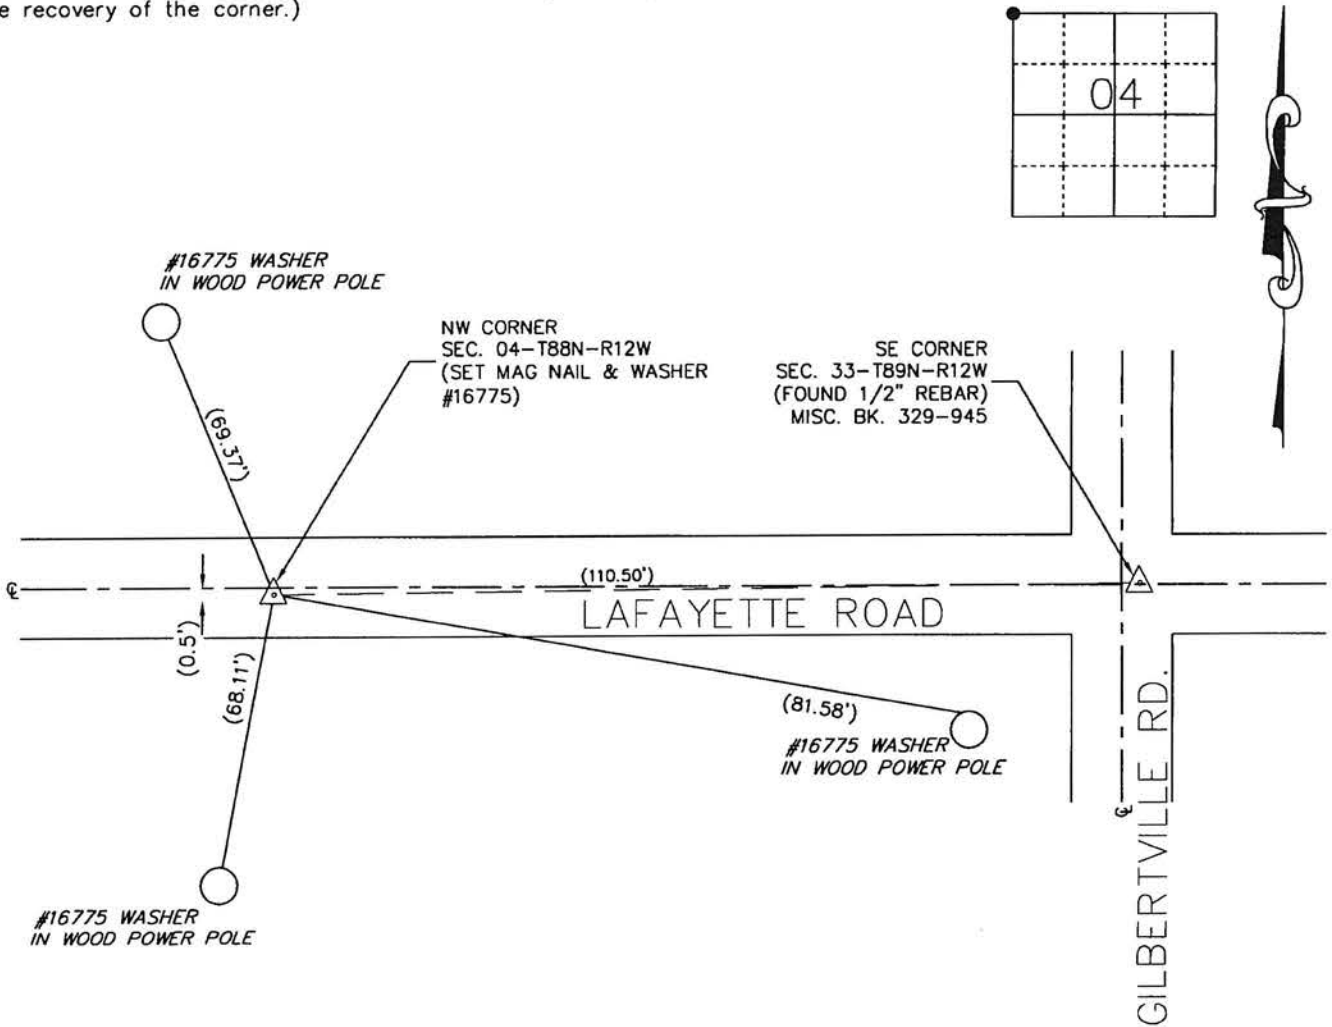 e recovery of the corner.)
04
#16775 WASHER
IN WOOD POWER POLE
NW CORNER
SEC. 04-T88N-R12W
(SET MAG NAIL & WASHER
#16775)
SE CORNER
SEC. 33-T89N-R12W
(FOUND 1/2" REBAR)
MISC. BK. 329-945
(69.37')
(110.50')
℄
LAFAYETTE ROAD
(0.5')
(68.11')
(81.58')
#16775 WASHER
IN WOOD POWER POLE
℄
GILBERTVILLE RD.
#16775 WASHER
IN WOOD POWER POLE